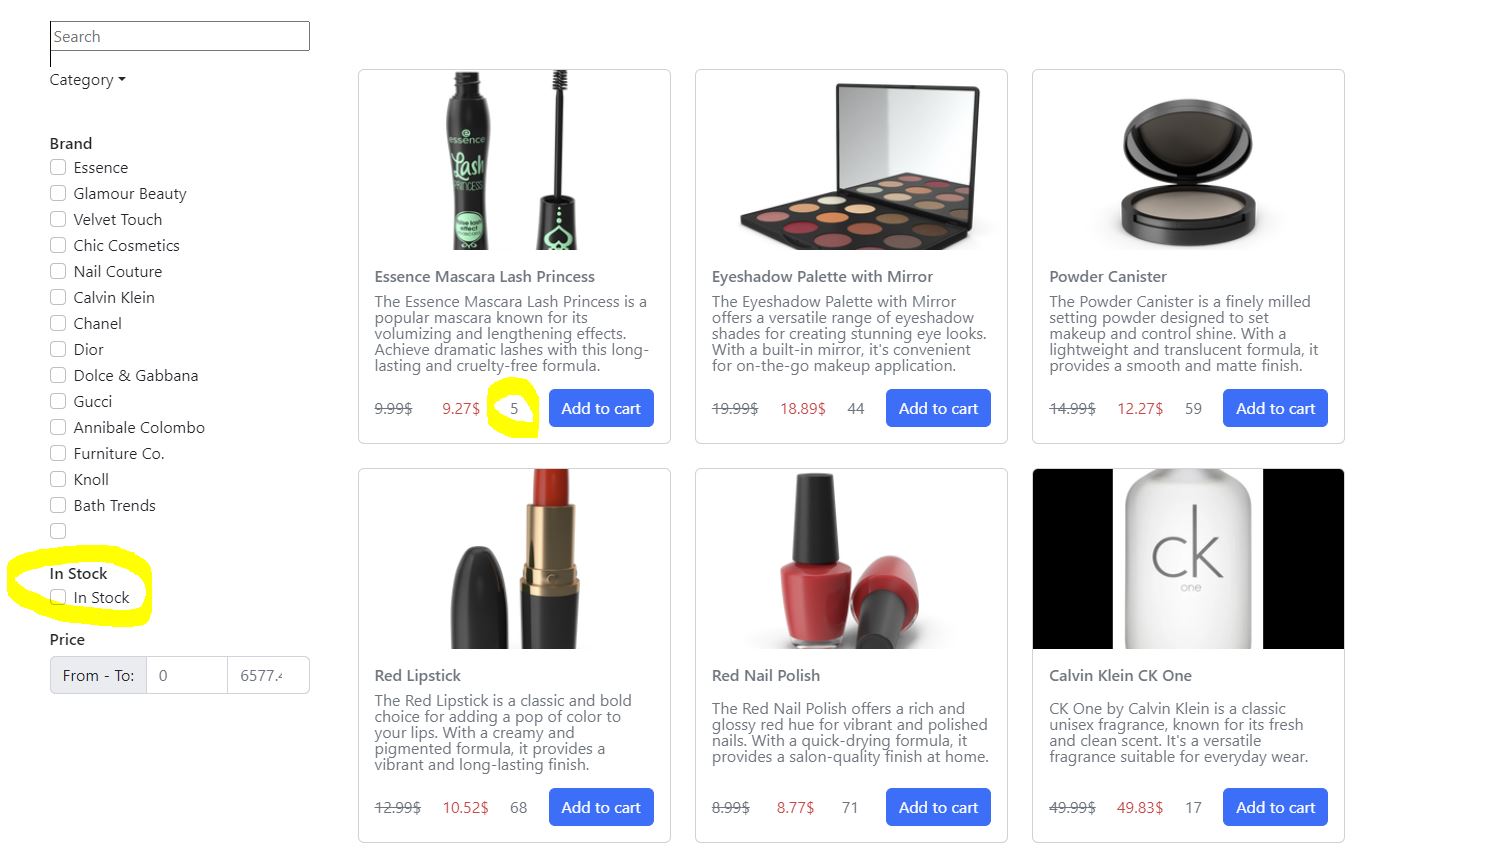 Search
Category
Brand
Essence
Glamour Beauty
Velvet Touch
Chic Cosmetics
Nail Couture
Calvin Klein
Chanel
Dior
Dolce & Gabbana
Gucci
Annibale Colombo
Furniture Co.
Knoll
Bath Trends
In Stock
In Stock
Price
From - To: 0 6577.4
essence
Lash
PRINCESS
false lash
effect
mascara
Essence Mascara Lash Princess
The Essence Mascara Lash Princess is a
popular mascara known for its
volumizing and lengthening effects.
Achieve dramatic lashes with this long-
lasting and cruelty-free formula.
9.99$ 9.27$ 5 Add to cart
Eyeshadow Palette with Mirror
The Eyeshadow Palette with Mirror
offers a versatile range of eyeshadow
shades for creating stunning eye looks.
With a built-in mirror, it's convenient
for on-the-go makeup application.
19.99$ 18.89$ 44 Add to cart
Powder Canister
The Powder Canister is a finely milled
setting powder designed to set
makeup and control shine. With a
lightweight and translucent formula, it
provides a smooth and matte finish.
14.99$ 12.27$ 59 Add to cart
Red Lipstick
The Red Lipstick is a classic and bold
choice for adding a pop of color to
your lips. With a creamy and
pigmented formula, it provides a
vibrant and long-lasting finish.
12.99$ 10.52$ 68 Add to cart
Red Nail Polish
The Red Nail Polish offers a rich and
glossy red hue for vibrant and polished
nails. With a quick-drying formula, it
provides a salon-quality finish at home.
8.99$ 8.77$ 71 Add to cart
ck
one
Calvin Klein CK One
CK One by Calvin Klein is a classic
unisex fragrance, known for its fresh
and clean scent. It's a versatile
fragrance suitable for everyday wear.
49.99$ 49.83$ 17 Add to cart